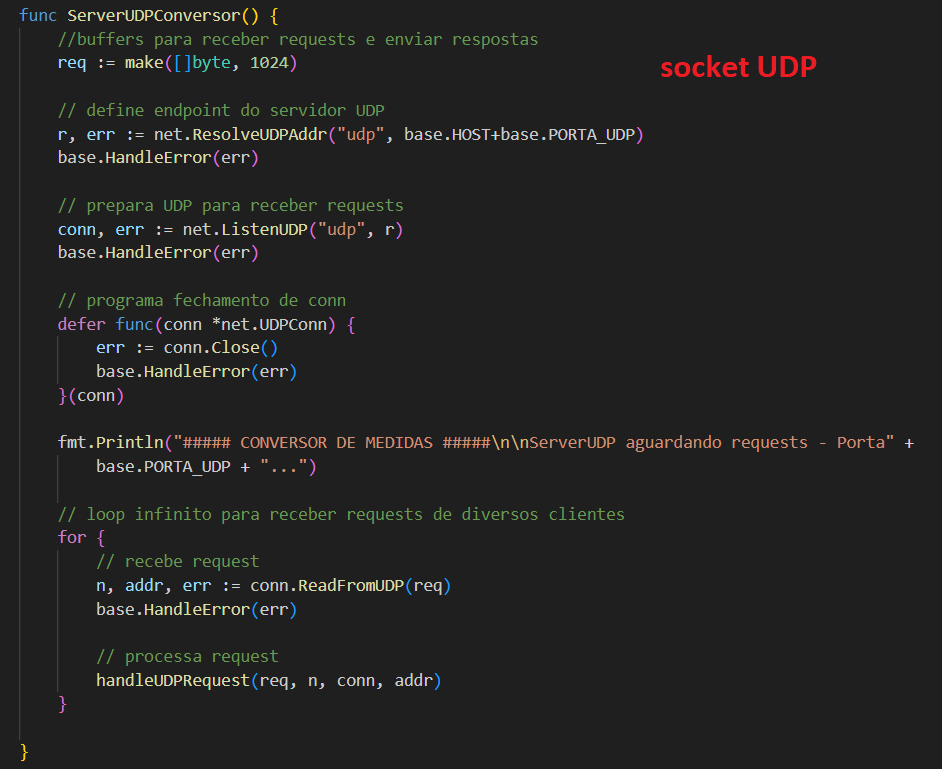 func ServerUDPConversor() {
//buffers para receber requests e enviar respostas
req := make([]byte, 1024)
socket UDP
// define endpoint do servidor UDP
r, err := net.ResolveUDPAddr("udp", base.HOST+base.PORTA_UDP)
base.HandleError(err)
// prepara UDP para receber requests
conn, err := net.ListenUDP("udp", r)
base.HandleError(err)
// programa fechamento de conn
defer func(conn *net.UDPConn) {
err := conn.Close()
base.HandleError(err)
}(conn)
fmt.Println("##### CONVERSOR DE MEDIDAS #####\n\nServerUDP aguardando requests - Porta" +
base.PORTA_UDP + "...")
// loop infinito para receber requests de diversos clientes
for {
// recebe request
n, addr, err := conn.ReadFromUDP(req)
base.HandleError(err)
// processa request
handleUDPRequest(req, n, conn, addr)
}
}